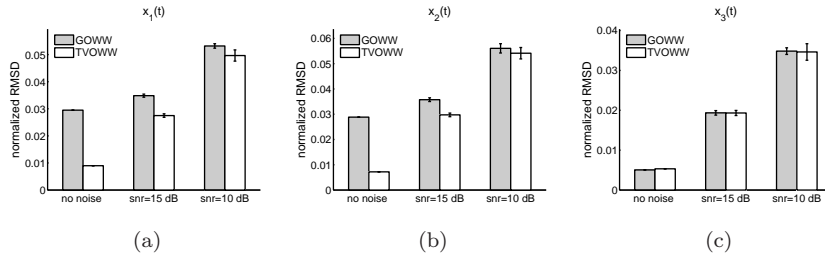 x1(t)
normalized RMSD
0.05
0.04
0.03
0.02
0.01
0
GOWW
TVOWW
no noise snr=15 dB snr=10 dB
(a)
x2(t)
normalized RMSD
0.06
0.05
0.04
0.03
0.02
0.01
0
GOWW
TVOWW
no noise snr=15 dB snr=10 dB
(b)
x3(t)
normalized RMSD
0.04
0.03
0.02
0.01
0
GOWW
TVOWW
no noise snr=15 dB snr=10 dB
(c)